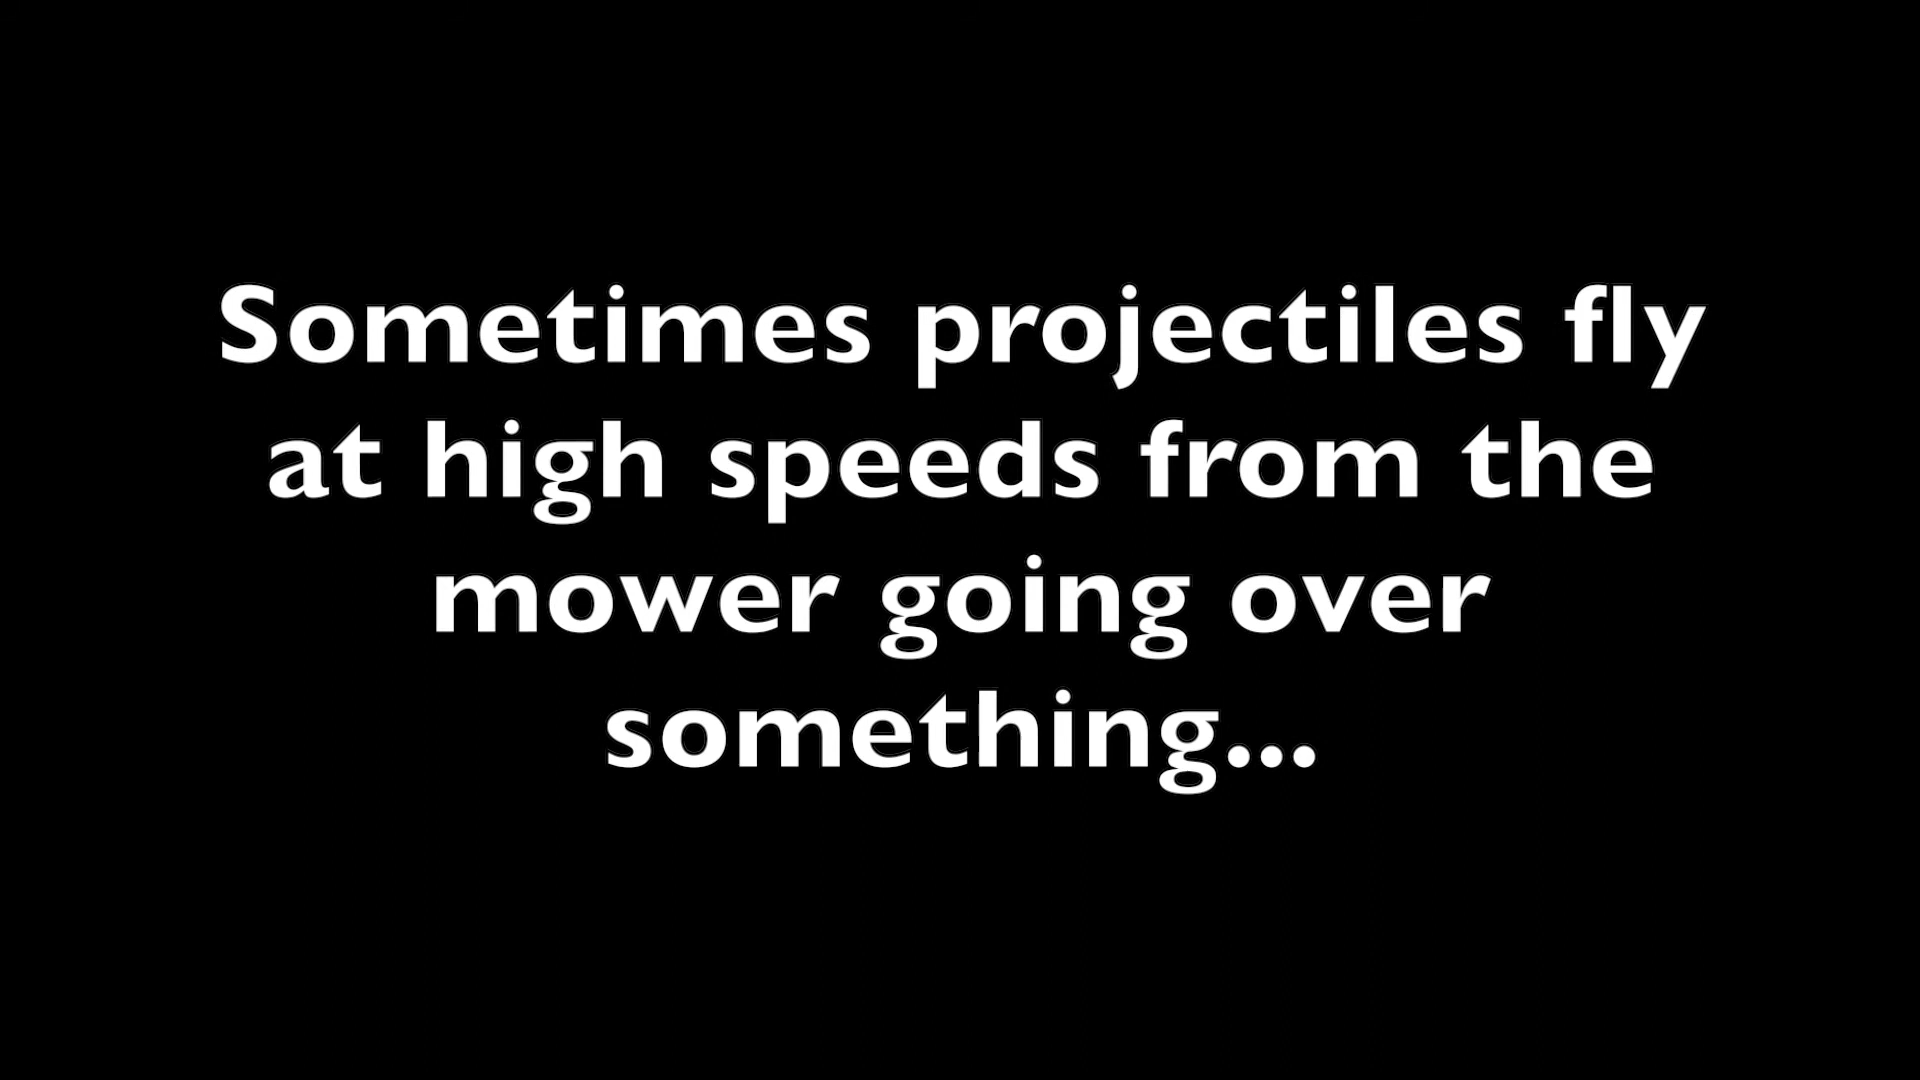 Sometimes projectiles fly
at high speeds from the
mower going over
something...